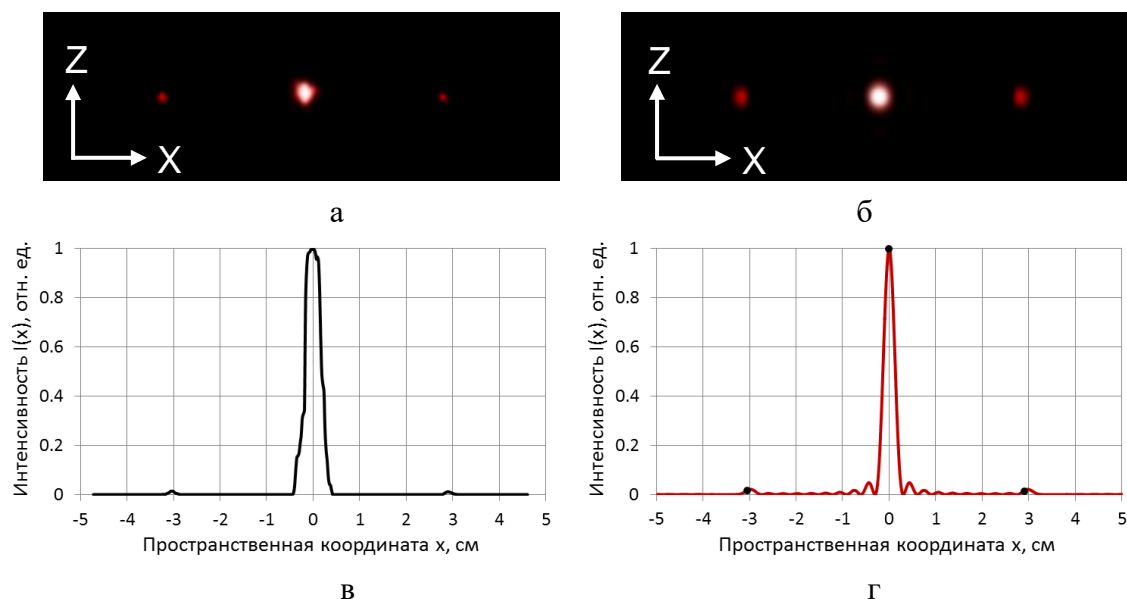 Z
X
Z
X
а
б
Интенсивность I(x), отн. ед.
1
0.8
0.6
0.4
0.2
0
-5 -4 -3 -2 -1 0 1 2 3 4 5
Пространственная координата x, см
в
Интенсивность I(x), отн. ед.
1
0.8
0.6
0.4
0.2
0
-5 -4 -3 -2 -1 0 1 2 3 4 5
Пространственная координата x, см
г